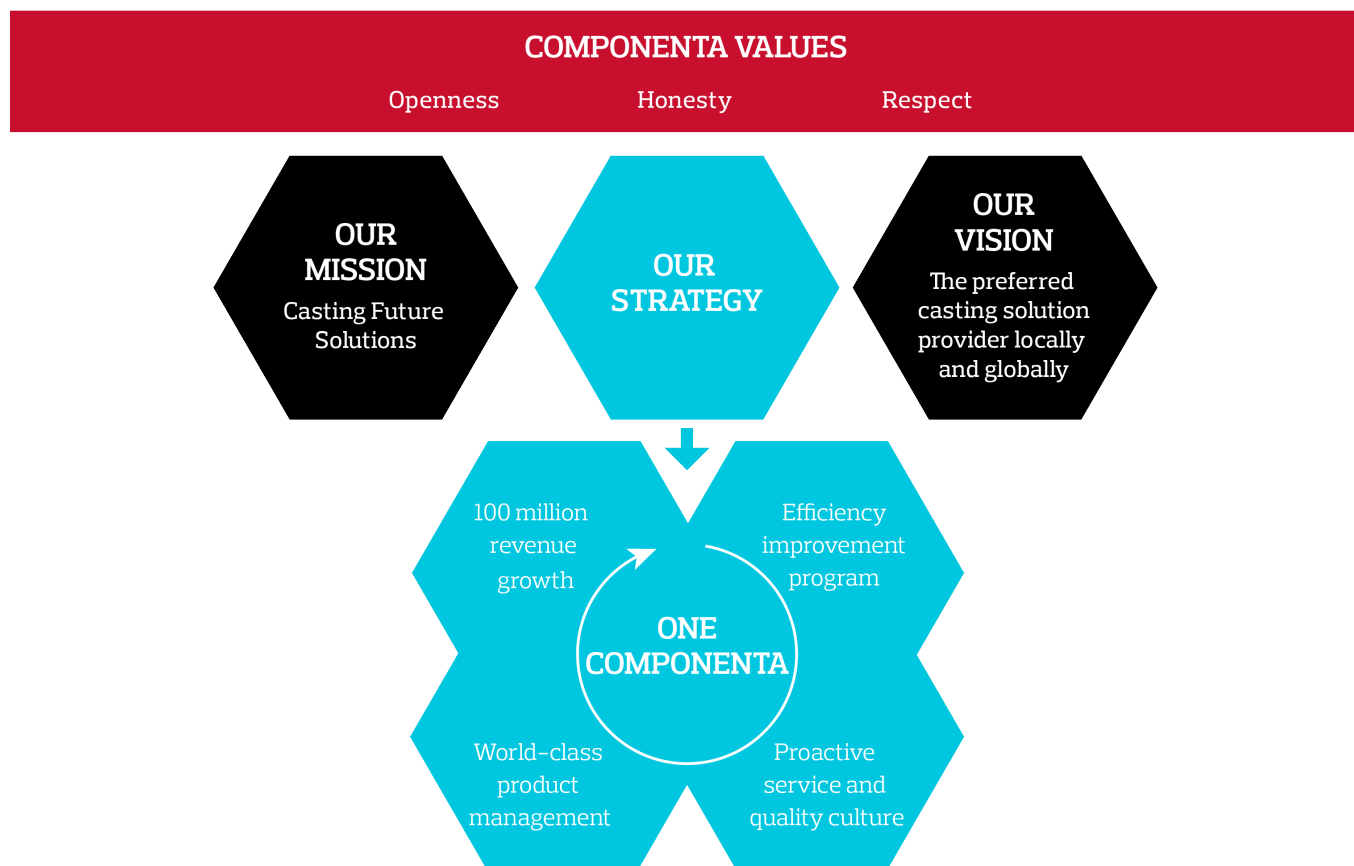 COMPONENTA VALUES
Openness
Honesty
Respect
OUR
MISSION
Casting Future
Solutions
OUR
STRATEGY
OUR
VISION
The preferred
casting solution
provider locally
and globally
100 million
revenue
growth
Efficiency
improvement
program
ONE
COMPONENTA
World-class
product
management
Proactive
service and
quality culture